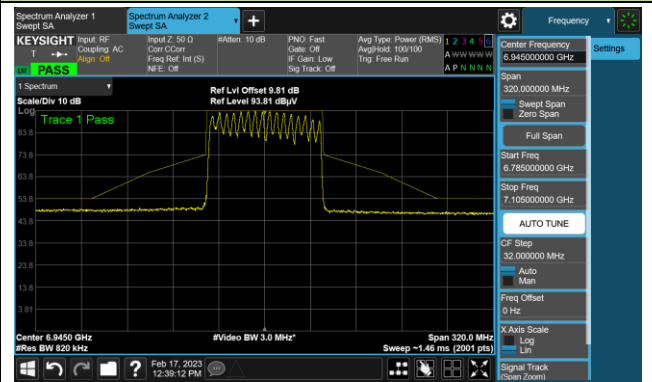 Spectrum Analyzer 1
Swept SA
Spectrum Analyzer 2
Swept SA
+
Frequency
KEYSIGHT
Input: RF
Coupling: AC
Align: Off
Input Z: 50 Ω
Corr CCorr
Freq Ref: Int (S)
NFE: Off
#Atten: 10 dB
PNO: Fast
Gate: Off
IF Gain: Low
Sig Track: Off
Avg Type: Power (RMS)
Avg|Hold: 100/100
Trig: Free Run
1 2 3 4 5 6
A W W W W W
A P N N N N
T
LW PASS
1 Spectrum
Scale/Div 10 dB
Ref Lvl Offset 9.81 dB
Ref Level 93.81 dBµV
Log
Trace 1 Pass
83.8
73.8
63.8
53.8
43.8
33.8
23.8
13.8
3.81
Center 6.9450 GHz
#Res BW 820 kHz
#Video BW 3.0 MHz*
Span 320.0 MHz
Sweep ~1.46 ms (2001 pts)
Feb 17, 2023
12:39:12 PM
?
Center Frequency
6.945000000 GHz
Settings
Span
320.000000 MHz
Swept Span
Zero Span
Full Span
Start Freq
6.785000000 GHz
Stop Freq
7.105000000 GHz
AUTO TUNE
CF Step
32.000000 MHz
Auto
Man
Freq Offset
0 Hz
X Axis Scale
Log
Lin
Signal Track
(Span Zoom)